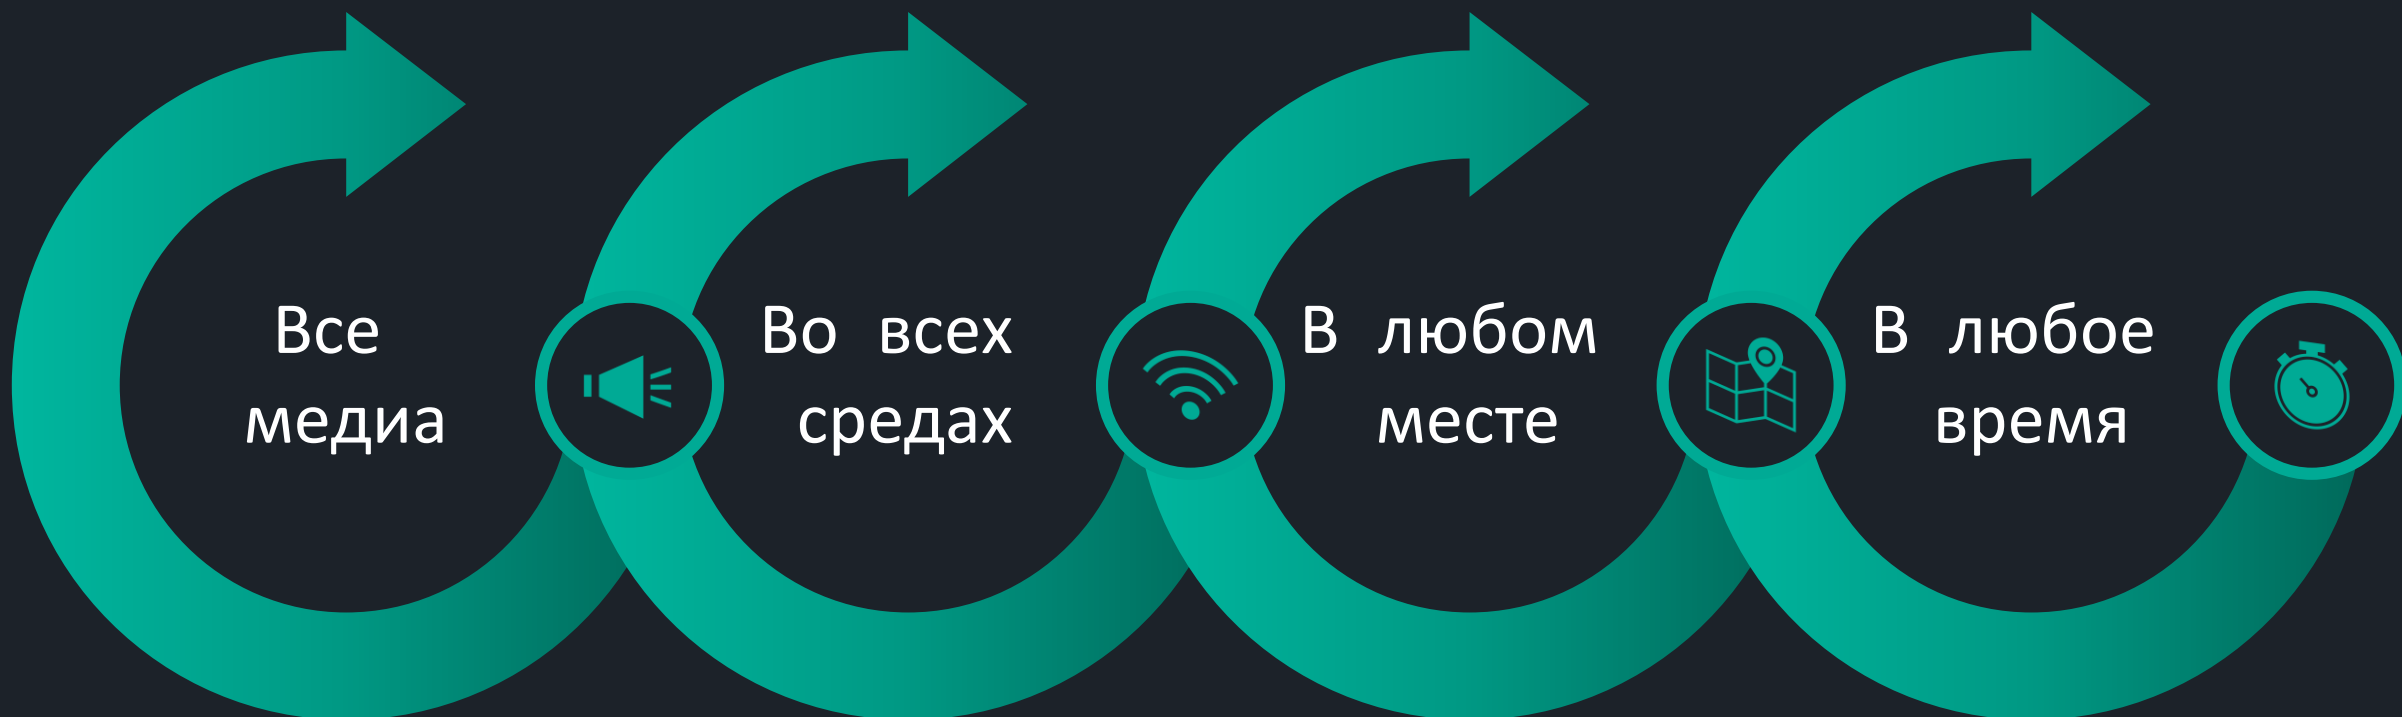 Все
медиа
Во всех
средах
В любом
месте
В любое
время